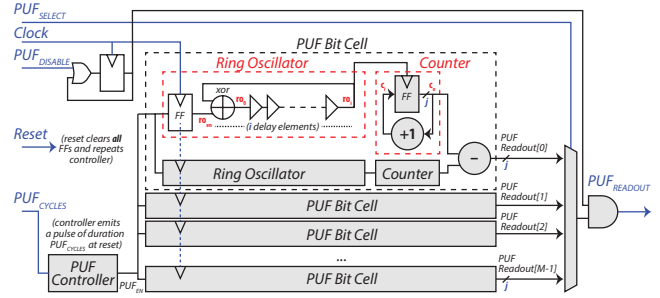 PUF_SELECT
Clock
PUF_DISABLE
PUF Bit Cell
Ring Oscillator
Counter
xor
FF
ro_0
ro_en
ro_i
(i delay elements)
FF
j
+1
Reset
(reset clears all
FFs and repeats
controller)
Ring Oscillator
Counter
−
PUF
Readout[0]
j
PUF_READOUT
PUF_CYCLES
(controller emits
a pulse of duration
PUF_CYCLES at reset)
PUF Bit Cell
PUF
Readout[1]
j
PUF Bit Cell
PUF
Readout[2]
j
...
PUF
Controller
PUF_EN
PUF Bit Cell
PUF
Readout[M-1]
j